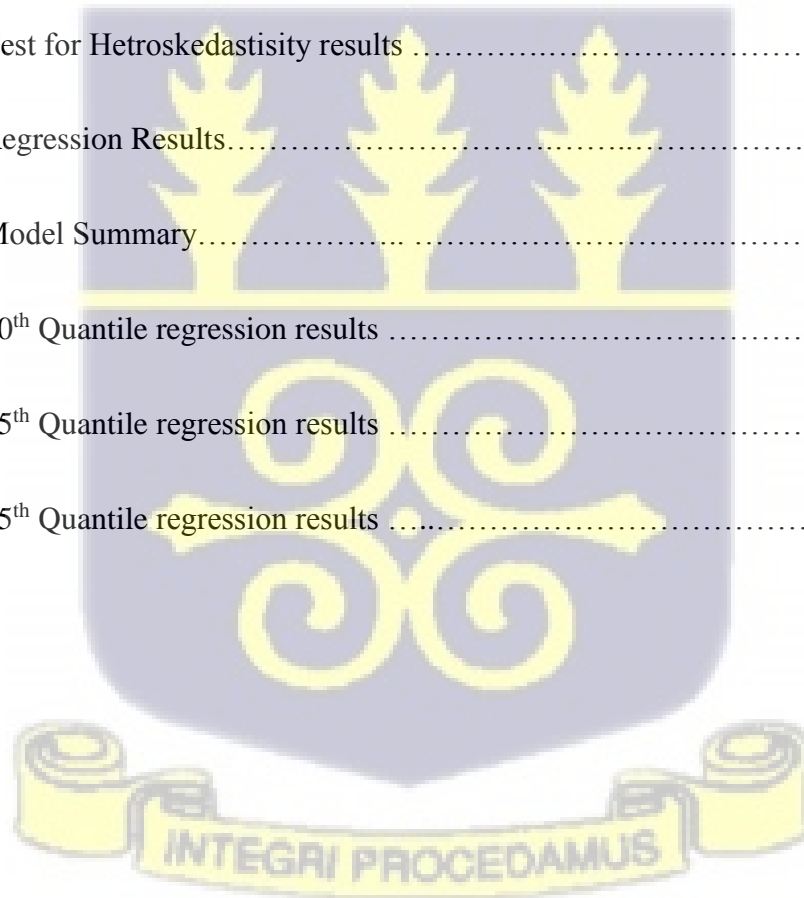 est for Hetroskedastisity results ………….……………………
egression Results……………………………………..……………
Model Summary……………….. …………………………..………
0th Quantile regression results ………………………………………
5th Quantile regression results ………………………………………
5th Quantile regression results …..……………………………………
INTEGRI PROCEDAMUS